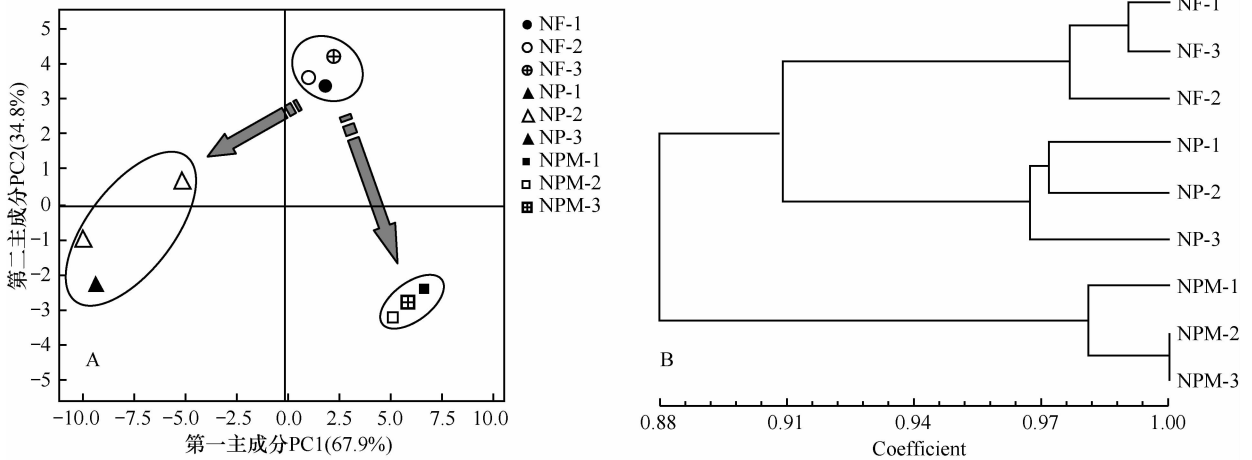 5
4
3
2
1
0
−1
−2
−3
−4
−5
第二主成分PC2(34.8%)
A
−10.0 −7.5 −5.0 −2.5 0.0 2.5 5.0 7.5 10.0
第一主成分PC1(67.9%)
NF-1
NF-2
NF-3
NP-1
NP-2
NP-3
NPM-1
NPM-2
NPM-3
NF-1
NF-3
NF-2
NP-1
NP-2
NP-3
NPM-1
NPM-2
NPM-3
B
0.88 0.91 0.94 0.97 1.00
Coefficient